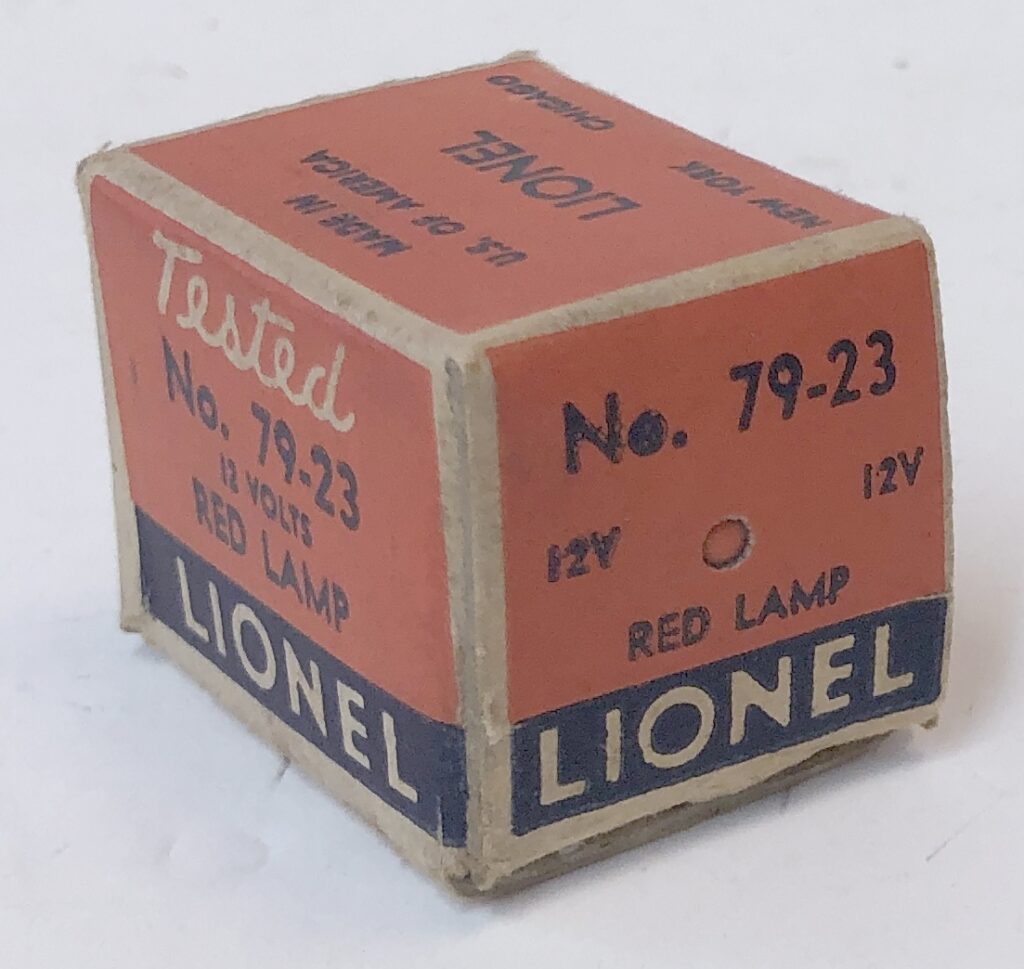 CHICAGO
NEW YORK
LIONEL
MADE IN
U.S. OF AMERICA
Tested
No. 79-23
12 VOLTS
RED LAMP
LIONEL
No. 79-23
12V
12V
RED LAMP
LIONEL